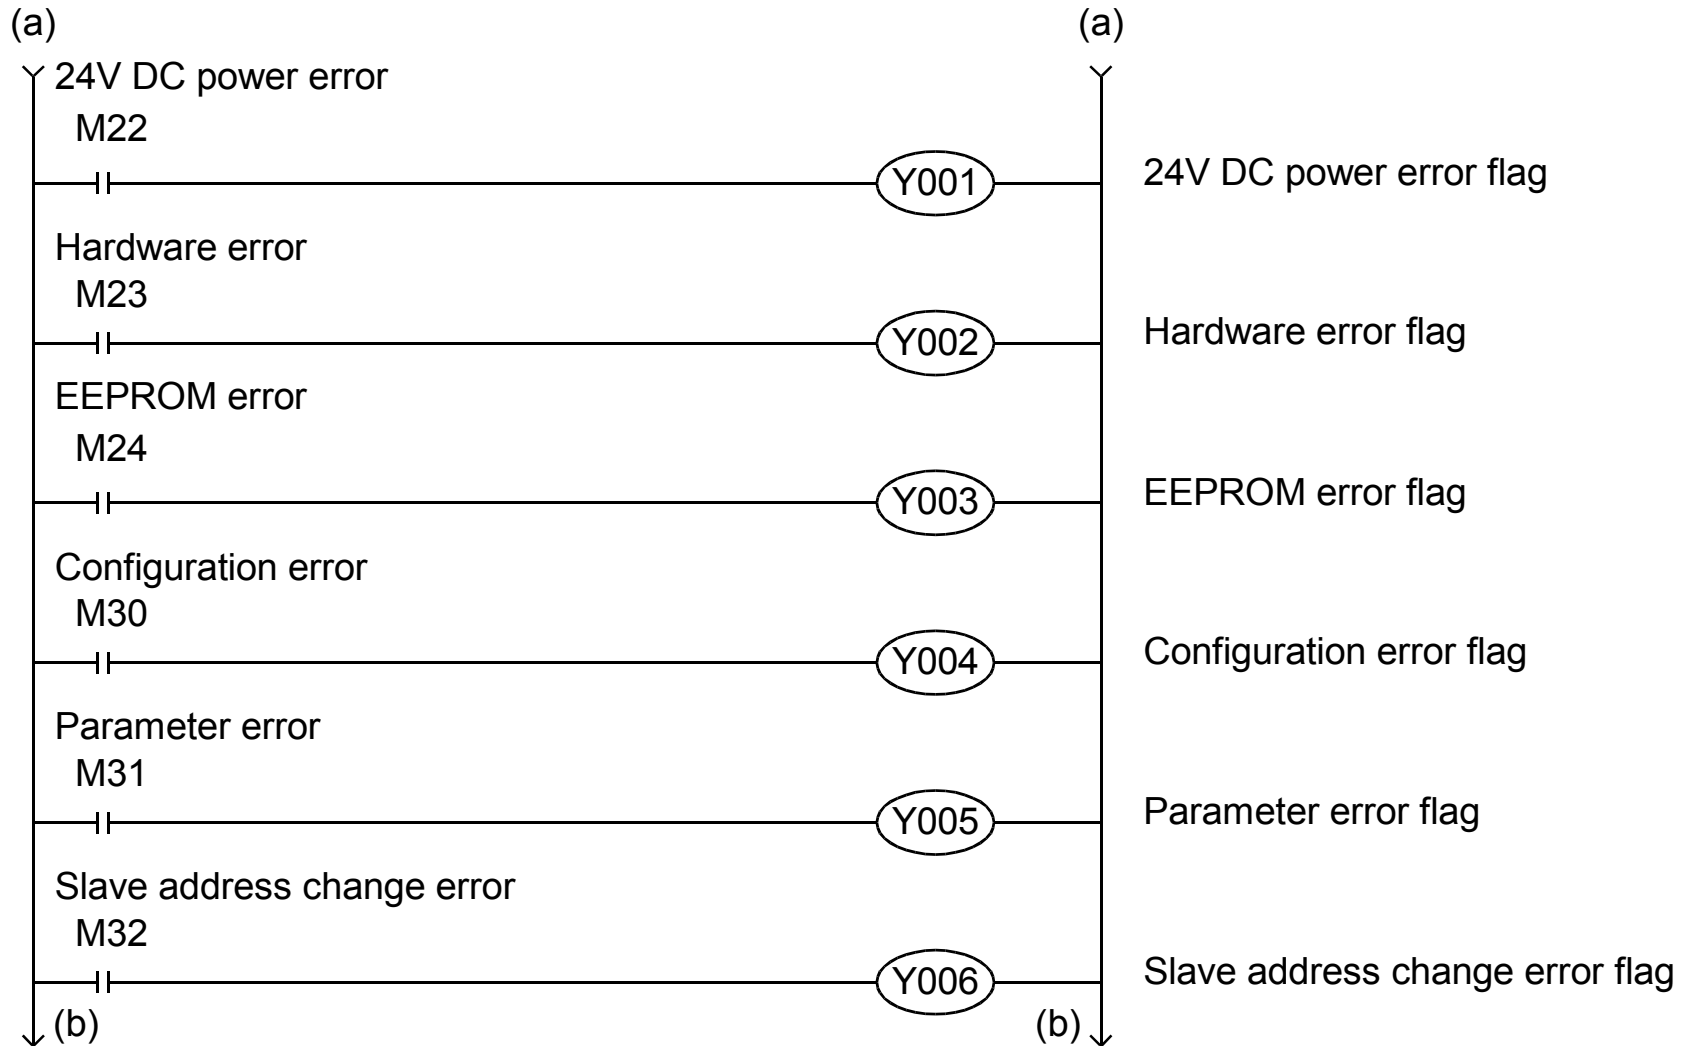 (a)
(a)
24V DC power error
M22
Y001
24V DC power error flag
Hardware error
M23
Y002
Hardware error flag
EEPROM error
M24
Y003
EEPROM error flag
Configuration error
M30
Y004
Configuration error flag
Parameter error
M31
Y005
Parameter error flag
Slave address change error
M32
Y006
Slave address change error flag
(b)
(b)